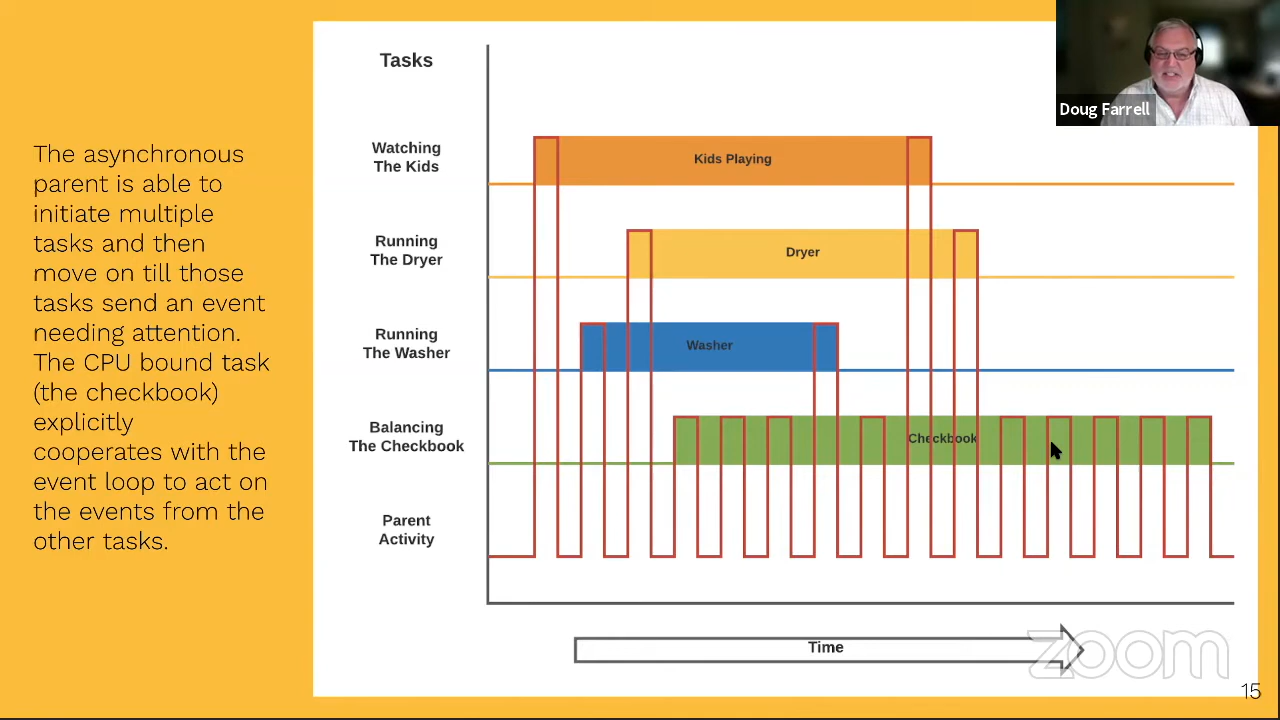 The asynchronous
parent is able to
initiate multiple
tasks and then
move on till those
tasks send an event
needing attention.
The CPU bound task
(the checkbook)
explicitly
cooperates with the
event loop to act on
the events from the
other tasks.
Tasks
Watching
The Kids
Kids Playing
Running
The Dryer
Dryer
Running
The Washer
Washer
Balancing
The Checkbook
Checkbook
Parent
Activity
Time
Doug Farrell
zoom
15